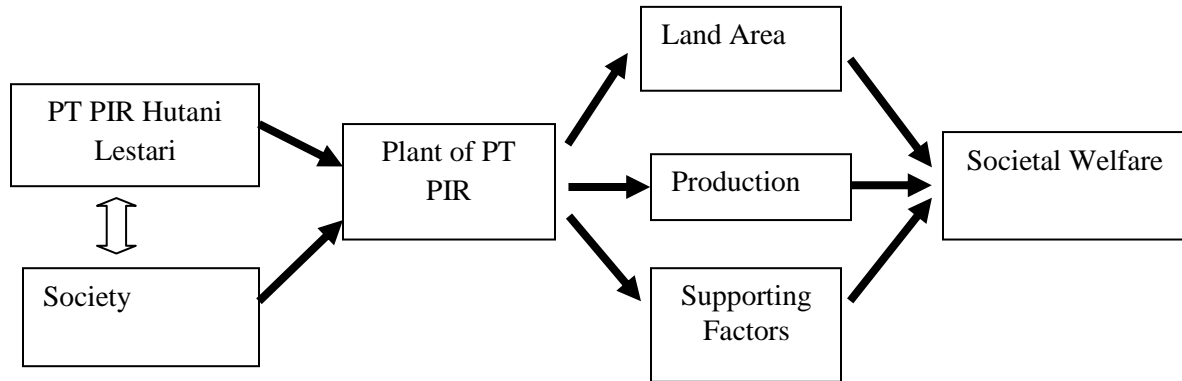 PT PIR Hutani
Lestari
Society
Plant of PT
PIR
Land Area
Production
Supporting
Factors
Societal Welfare